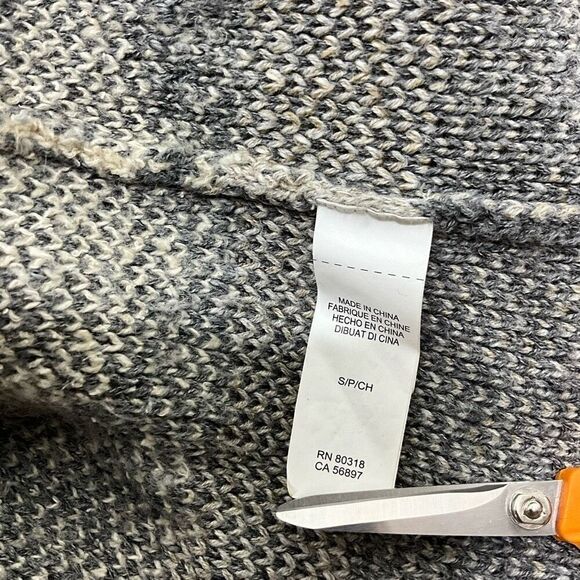 MADE IN CHINA
FABRIQUE EN CHINE
HECHO EN CHINA
DIBUAT DI CINA
S/P/CH
RN 80318
CA 56897